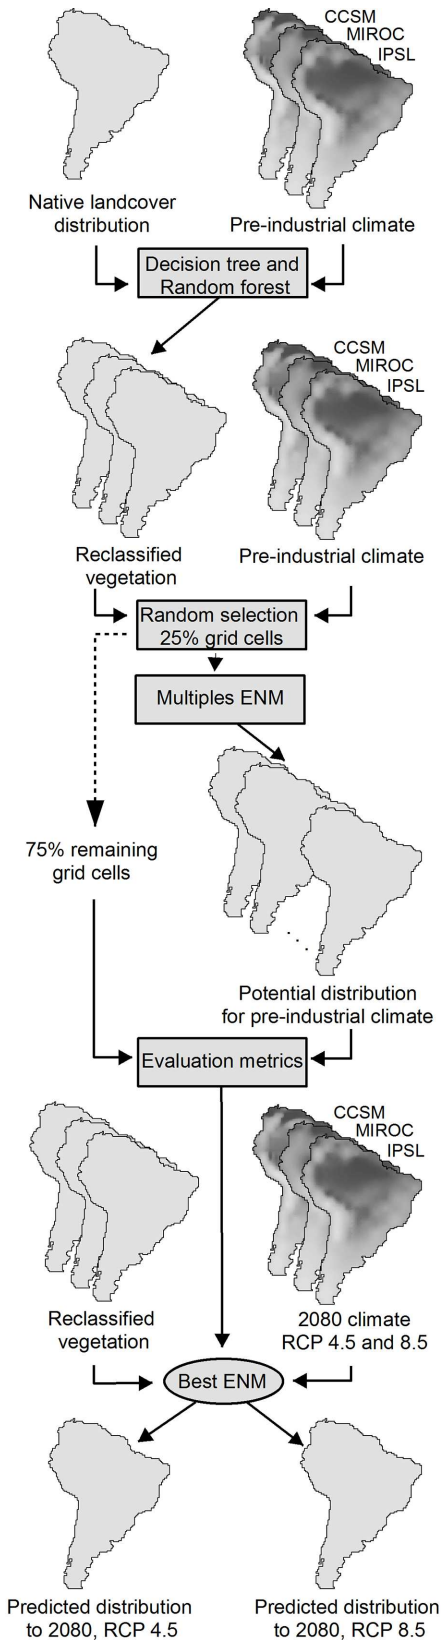 CCSM
MIROC
IPSL
Native landcover
distribution
Pre-industrial climate
Decision tree and
Random forest
CCSM
MIROC
IPSL
Reclassified
vegetation
Pre-industrial climate
Random selection
25% grid cells
Multiples ENM
75% remaining
grid cells
Potential distribution
for pre-industrial climate
Evaluation metrics
CCSM
MIROC
IPSL
Reclassified
vegetation
2080 climate
RCP 4.5 and 8.5
Best ENM
Predicted distribution
to 2080, RCP 4.5
Predicted distribution
to 2080, RCP 8.5